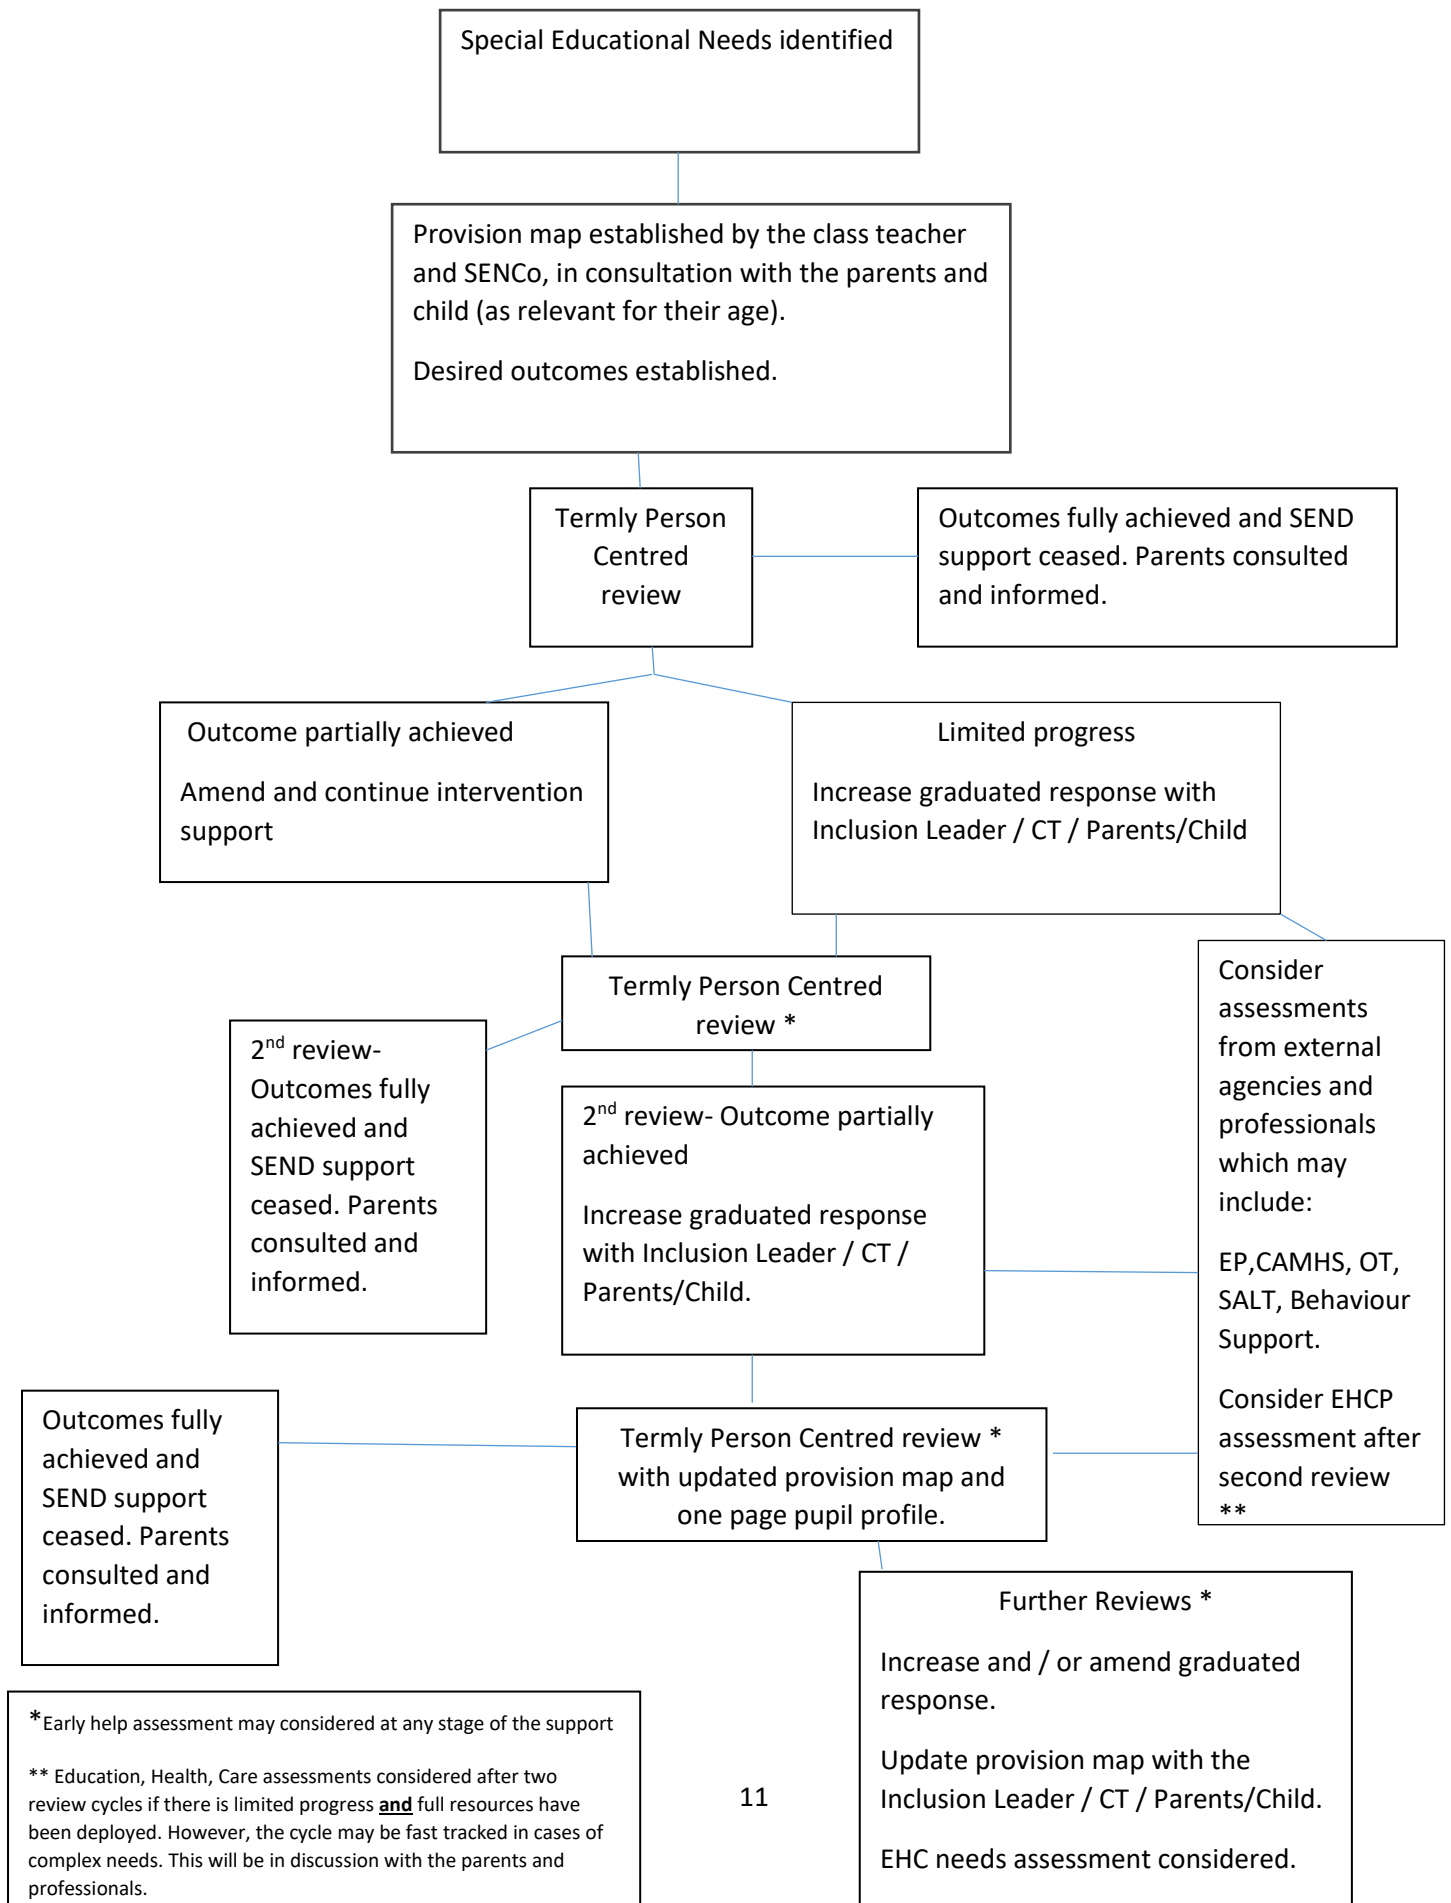 Special Educational Needs identified
Provision map established by the class teacher
and SENCo, in consultation with the parents and
child (as relevant for their age).
Desired outcomes established.
Termly Person
Centred
review
Outcomes fully achieved and SEND
support ceased. Parents consulted
and informed.
Outcome partially achieved
Amend and continue intervention
support
Limited progress
Increase graduated response with
Inclusion Leader / CT / Parents/Child
Termly Person Centred
review *
2nd review-
Outcomes fully
achieved and
SEND support
ceased. Parents
consulted and
informed.
2nd review- Outcome partially
achieved
Increase graduated response
with Inclusion Leader / CT /
Parents/Child.
Consider
assessments
from external
agencies and
professionals
which may
include:
EP,CAMHS, OT,
SALT, Behaviour
Support.
Consider EHCP
assessment after
second review
**
Outcomes fully
achieved and
SEND support
ceased. Parents
consulted and
informed.
Termly Person Centred review *
with updated provision map and
one page pupil profile.
Further Reviews *
Increase and / or amend graduated
response.
Update provision map with the
Inclusion Leader / CT / Parents/Child.
EHC needs assessment considered.
*Early help assessment may considered at any stage of the support
** Education, Health, Care assessments considered after two
review cycles if there is limited progress and full resources have
been deployed. However, the cycle may be fast tracked in cases of
complex needs. This will be in discussion with the parents and
professionals.
11